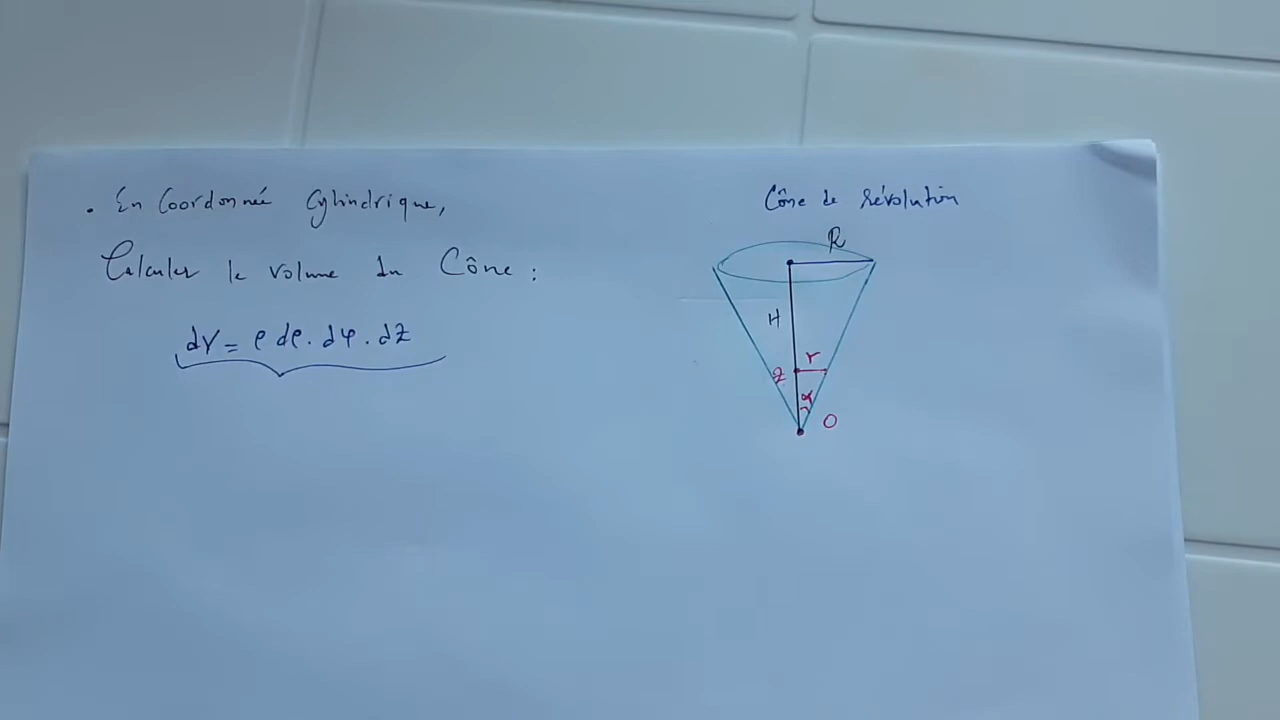 . En Coordonnée Cylindrique,
Calculer le volume du Cône :
dV = ρ dρ . dφ . dz
Cône de révolution
R
H
r
z
α
O